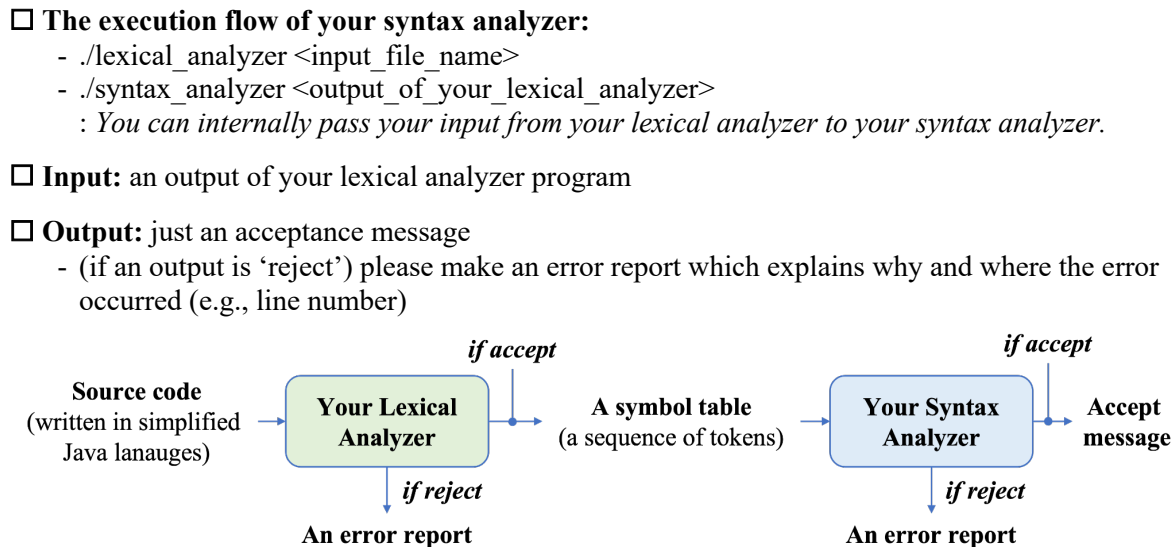 The execution flow of your syntax analyzer:
- ./lexical_analyzer <input_file_name>
- ./syntax_analyzer <output_of_your_lexical_analyzer>
: You can internally pass your input from your lexical analyzer to your syntax analyzer.
Input: an output of your lexical analyzer program
Output: just an acceptance message
- (if an output is ‘reject’) please make an error report which explains why and where the error
occurred (e.g., line number)
if accept
if accept
Source code
(written in simplified
Java lanauges)
Your Lexical
Analyzer
A symbol table
(a sequence of tokens)
Your Syntax
Analyzer
Accept
message
if reject
if reject
An error report
An error report